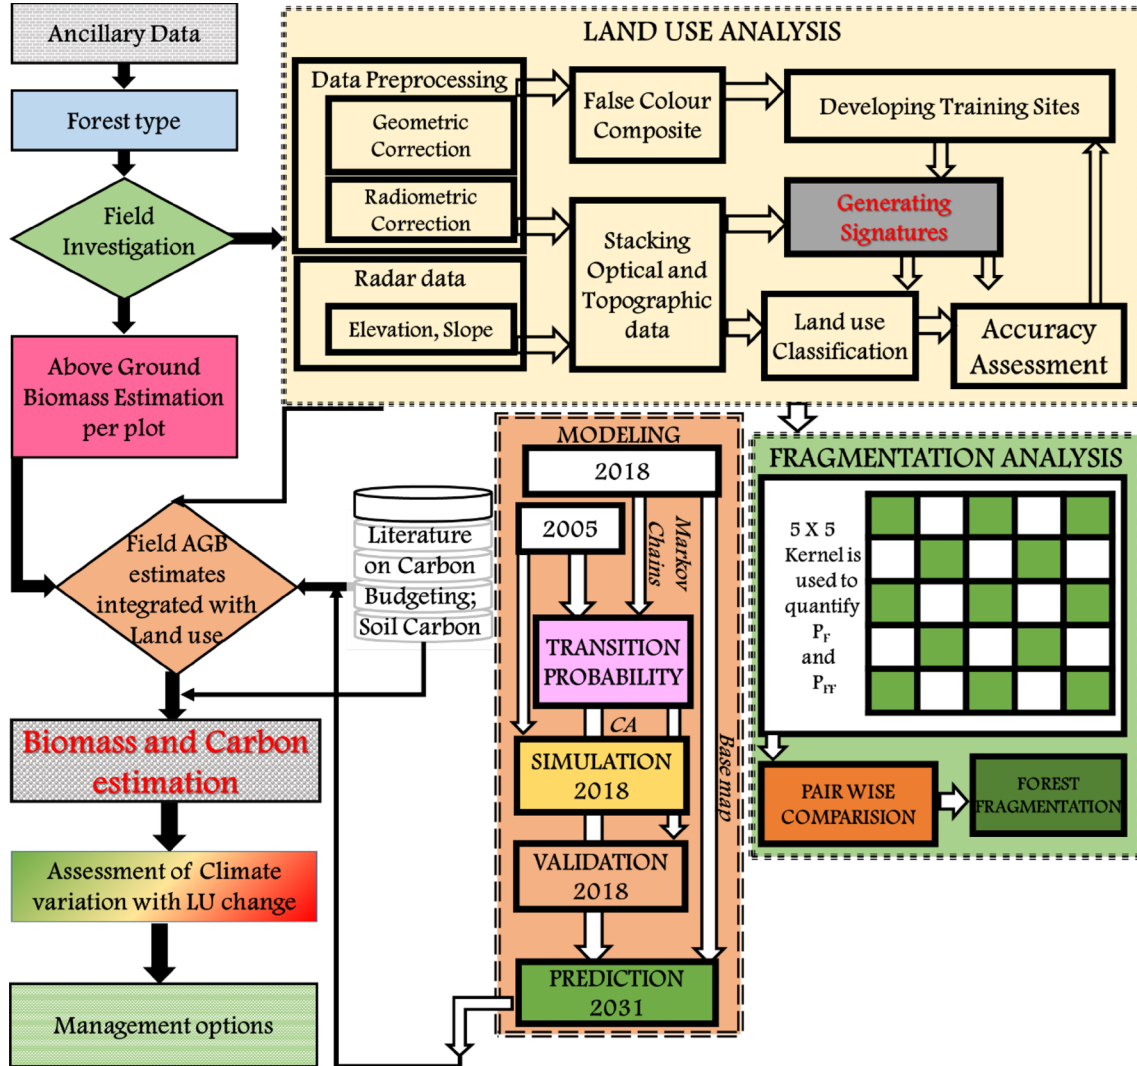 Ancillary Data
Forest type
Field
Investigation
Above Ground
Biomass Estimation
per plot
Field AGB
estimates
integrated with
Land use
Biomass and Carbon
estimation
Assessment of Climate
variation with LU change
Management options
LAND USE ANALYSIS
Data Preprocessing
Geometric
Correction
Radiometric
Correction
Radar data
Elevation, Slope
False Colour
Composite
Stacking
Optical and
Topographic
data
Developing Training Sites
Generating
Signatures
Land use
Classification
Accuracy
Assessment
Literature
on Carbon
Budgeting;
Soil Carbon
MODELING
2018
2005
Markov
Chains
TRANSITION
PROBABILITY
CA
SIMULATION
2018
Base map
VALIDATION
2018
PREDICTION
2031
FRAGMENTATION ANALYSIS
5 X 5
Kernel is
used to
quantify
PF
and
PFF
PAIR WISE
COMPARISION
FOREST
FRAGMENTATION